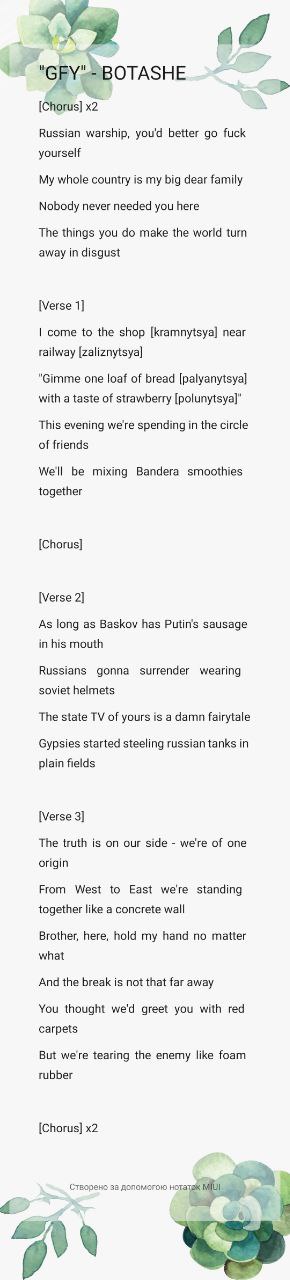 "GFY" - BOTASHE
[Chorus] x2
Russian warship, you'd better go fuck
yourself
My whole country is my big dear family
Nobody never needed you here
The things you do make the world turn
away in disgust
[Verse 1]
I come to the shop [kramnytsya] near
railway [zaliznytsya]
"Gimme one loaf of bread [palyanytsya]
with a taste of strawberry [polunytsya]"
This evening we're spending in the circle
of friends
We'll be mixing Bandera smoothies
together
[Chorus]
[Verse 2]
As long as Baskov has Putin's sausage
in his mouth
Russians gonna surrender wearing
soviet helmets
The state TV of yours is a damn fairytale
Gypsies started steeling russian tanks in
plain fields
[Verse 3]
The truth is on our side - we're of one
origin
From West to East we're standing
together like a concrete wall
Brother, here, hold my hand no matter
what
And the break is not that far away
You thought we'd greet you with red
carpets
But we're tearing the enemy like foam
rubber
[Chorus] x2
Створено за допомогою нотаток MIUI